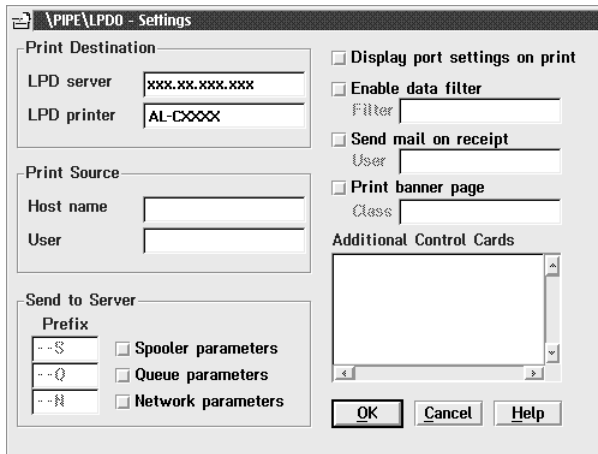 \PIPE\LPD0 - Settings
Print Destination
LPD server xxx.xx.xxx.xxx
LPD printer AL-CXXXX
Print Source
Host name
User
Send to Server
Prefix
--S Spooler parameters
--Q Queue parameters
--N Network parameters
Display port settings on print
Enable data filter
Filter
Send mail on receipt
User
Print banner page
Class
Additional Control Cards
OK Cancel Help